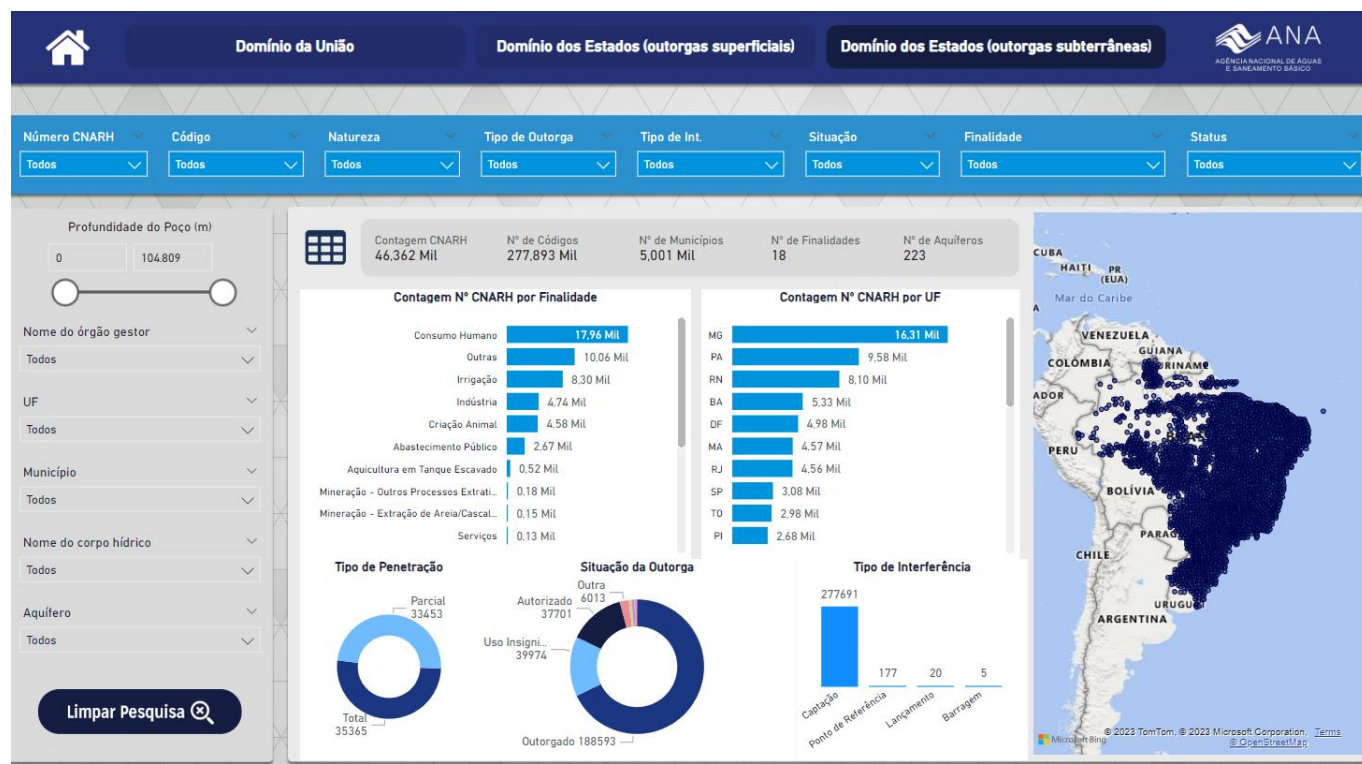 Domínio da União
Domínio dos Estados (outorgas superficiais)
Domínio dos Estados (outorgas subterrâneas)
ANA
AGÊNCIA NACIONAL DE ÁGUAS
E SANEAMENTO BÁSICO
Número CNARH
Código
Natureza
Tipo de Outorga
Tipo de Int.
Situação
Finalidade
Status
Todos
Todos
Todos
Todos
Todos
Todos
Todos
Todos
Profundidade do Poço (m)
0
104.809
Nome do órgão gestor
Todos
UF
Todos
Município
Todos
Nome do corpo hídrico
Todos
Aquífero
Todos
Limpar Pesquisa
Contagem CNARH
46,362 Mil
Nº de Códigos
277,893 Mil
Nº de Municípios
5,001 Mil
Nº de Finalidades
18
Nº de Aquíferos
223
Contagem Nº CNARH por Finalidade
Consumo Humano 17,96 Mil
Outras 10,06 Mil
Irrigação 8,30 Mil
Indústria 4,74 Mil
Criação Animal 4,58 Mil
Abastecimento Público 2,67 Mil
Aquicultura em Tanque Escavado 0,52 Mil
Mineração - Outros Processos Extrati... 0,18 Mil
Mineração - Extração de Areia/Cascal... 0,15 Mil
Serviços 0,13 Mil
Contagem Nº CNARH por UF
MG 16,31 Mil
PA 9,58 Mil
RN 8,10 Mil
BA 5,33 Mil
DF 4,98 Mil
MA 4,57 Mil
RJ 4,56 Mil
SP 3,08 Mil
TO 2,98 Mil
PI 2,68 Mil
Tipo de Penetração
Parcial
33453
Total
35365
Situação da Outorga
Outra
6013
Autorizado
37701
Uso Insigni...
39974
Outorgado 188593
Tipo de Interferência
277691
177
20
5
Captação
Ponto de Referência
Lançamento
Barragem
CUBA
HAITI
PR
(EUA)
Mar do Caribe
VENEZUELA
GUIANA
COLÔMBIA
PERU
BOLÍVIA
CHILE
ARGENTINA
Microsoft Bing
© 2023 TomTom, © 2023 Microsoft Corporation, Terms
© OpenStreetMap